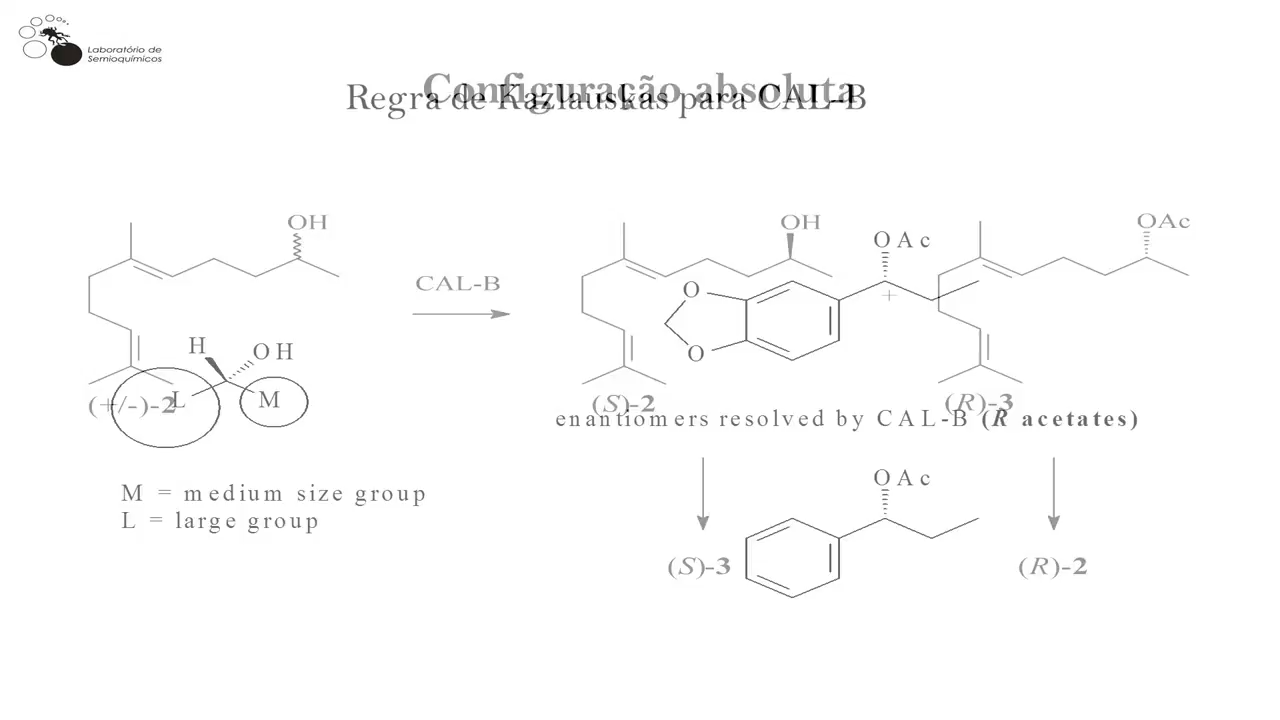 Laboratório de
Semioquímicos
Configuração absoluta
Regra de Kazlauskas para CAL-B
OH
OH
OAc
OAc
CAL-B
O
+
O
H
OH
L
M
(+/-)-2
(S)-2
(R)-3
enantiomers resolved by CAL-B (R acetates)
M = medium size group
L = large group
OAc
(S)-3
(R)-2